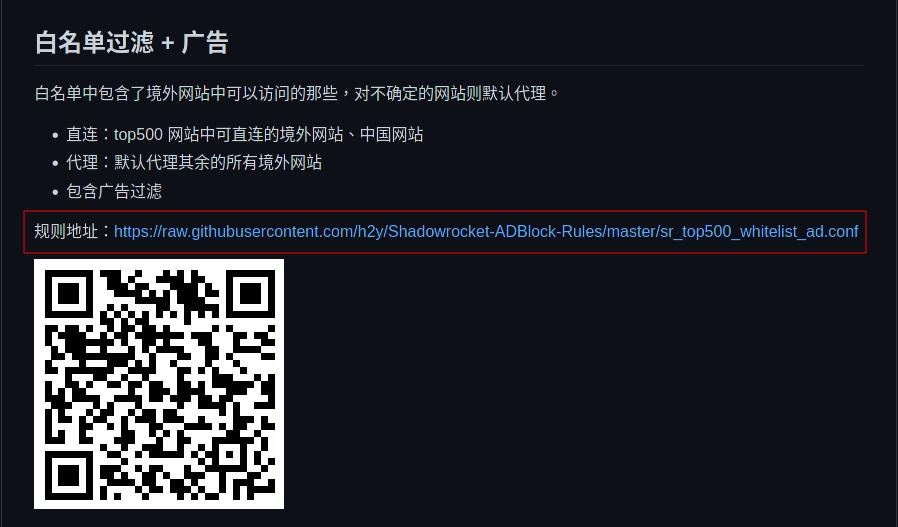 白名单过滤 + 广告
白名单中包含了境外网站中可以访问的那些，对不确定的网站则默认代理。
直连：top500 网站中可直连的境外网站、中国网站
代理：默认代理其余的所有境外网站
包含广告过滤
规则地址：https://raw.githubusercontent.com/h2y/Shadowrocket-ADBlock-Rules/master/sr_top500_whitelist_ad.conf